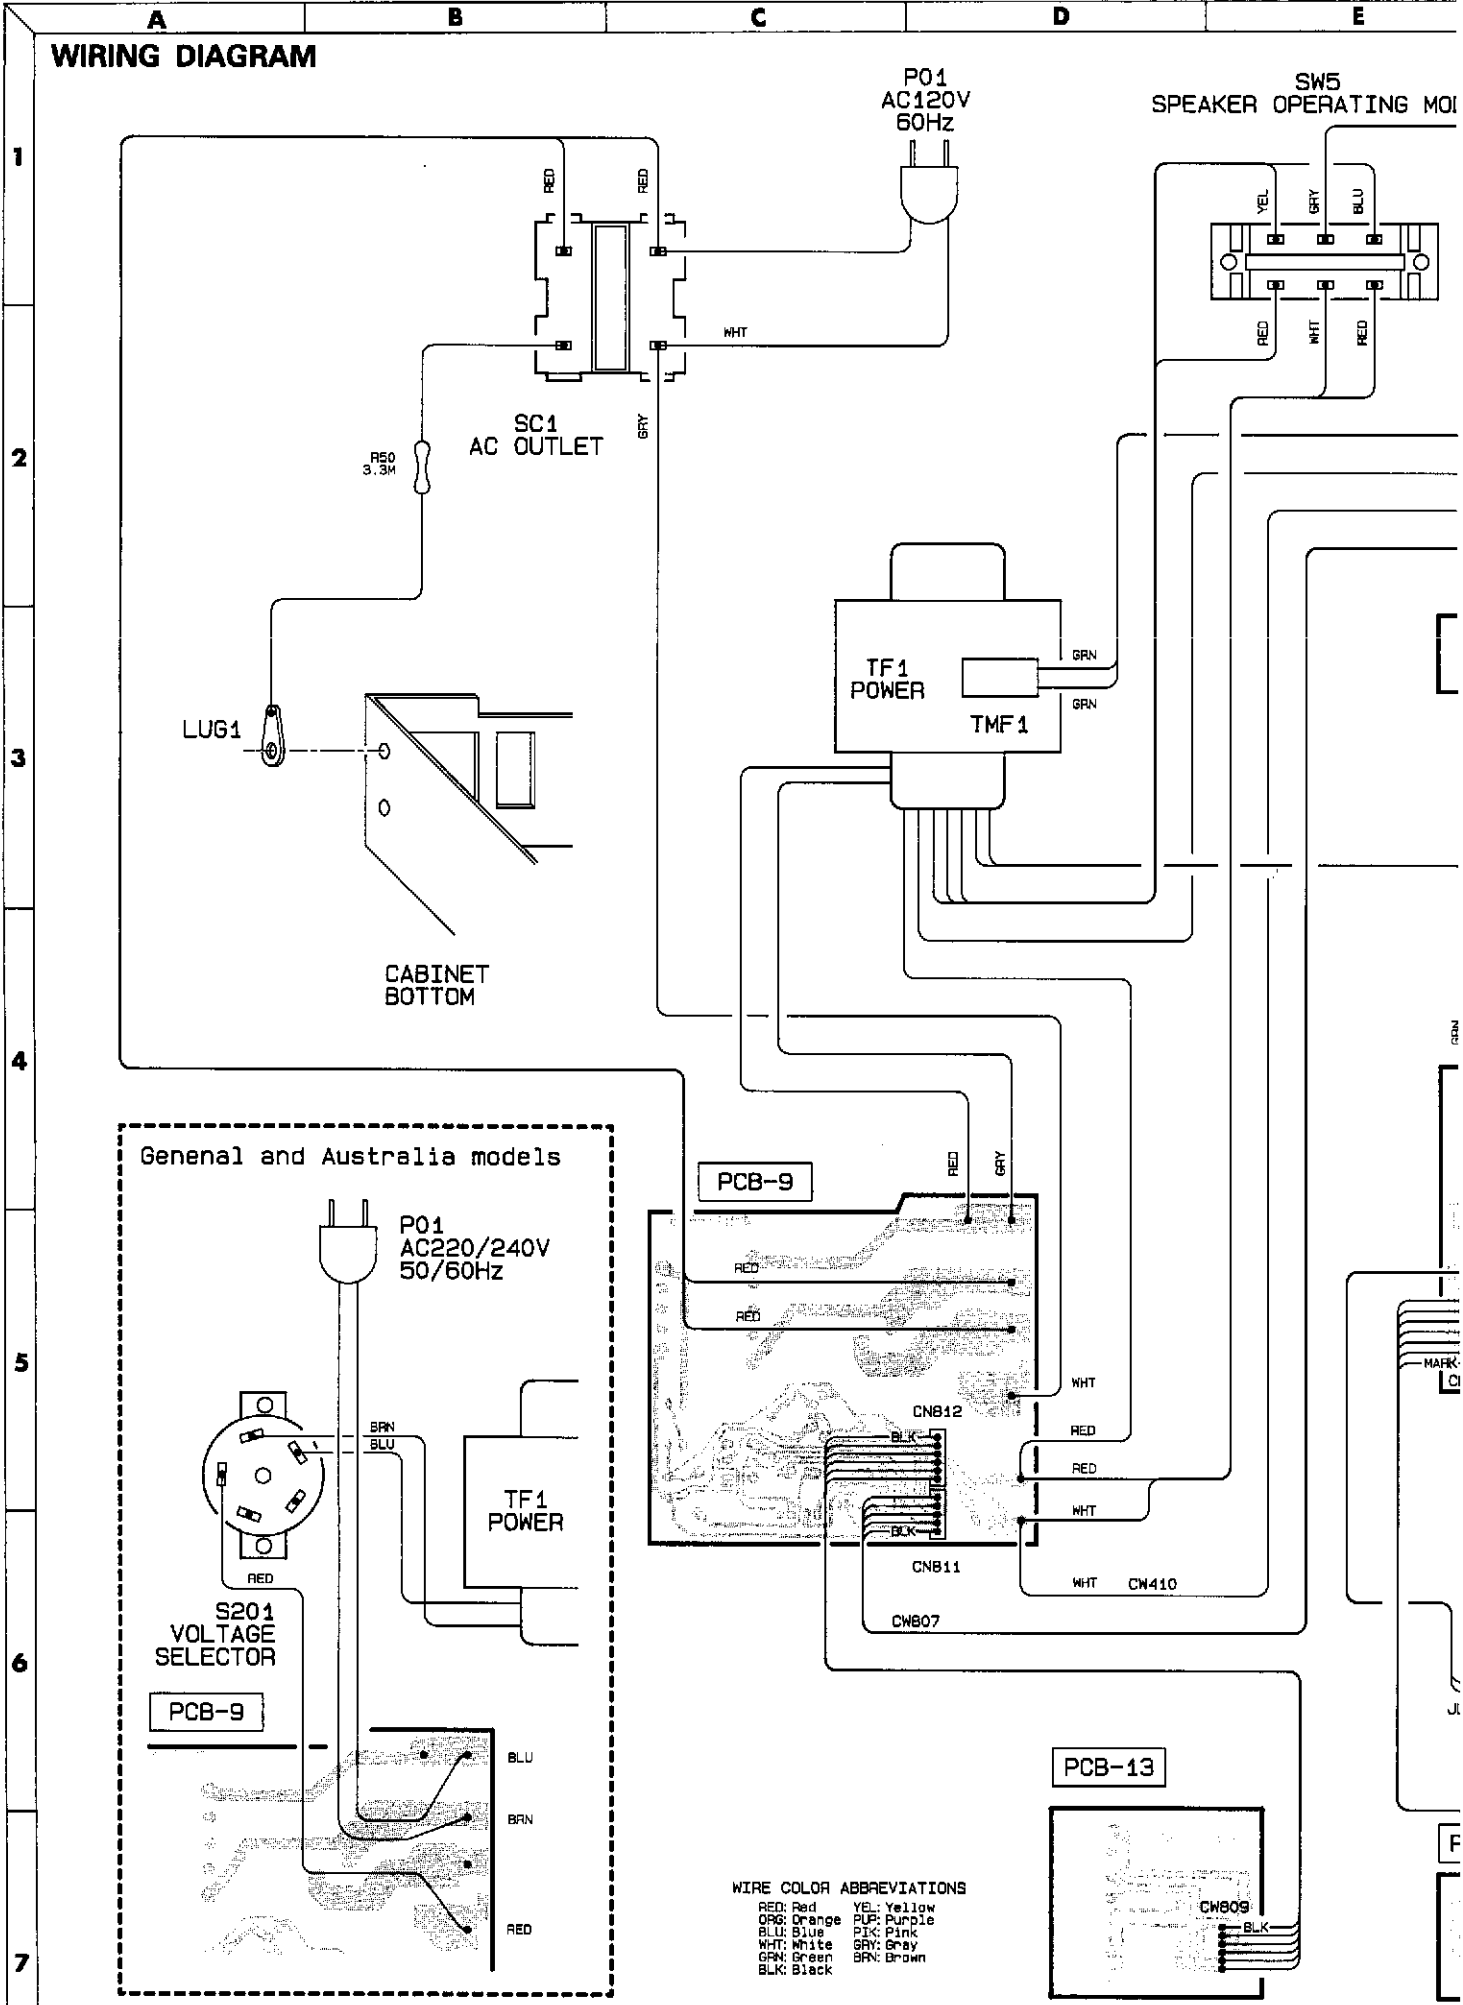 A B C D E
WIRING DIAGRAM
1
2
3
4
5
6
7
PO1
AC120V
60Hz
SW5
SPEAKER OPERATING
RED
RED
YEL
GRY
BLU
RED
WHT
RED
WHT
GRY
SC1
AC OUTLET
R50
3.3M
TF1
POWER
GRN
GRN
TMF1
LUG1
CABINET
BOTTOM
GRN
Genenal and Australia models
PO1
AC220/240V
50/60Hz
BRN
BLU
TF1
POWER
RED
S201
VOLTAGE
SELECTOR
PCB-9
BLU
BRN
RED
PCB-9
RED
GRY
RED
RED
WHT
CN812
RED
BLK
RED
WHT
BLK
CN811
WHT CW410
CW807
MARK
PCB-13
CW809
BLK
WIRE COLOR ABBREVIATIONS
RED: Red YEL: Yellow
ORG: Orange PUP: Purple
BLU: Blue PIK: Pink
WHT: White GRY: Gray
GRN: Green BRN: Brown
BLK: Black